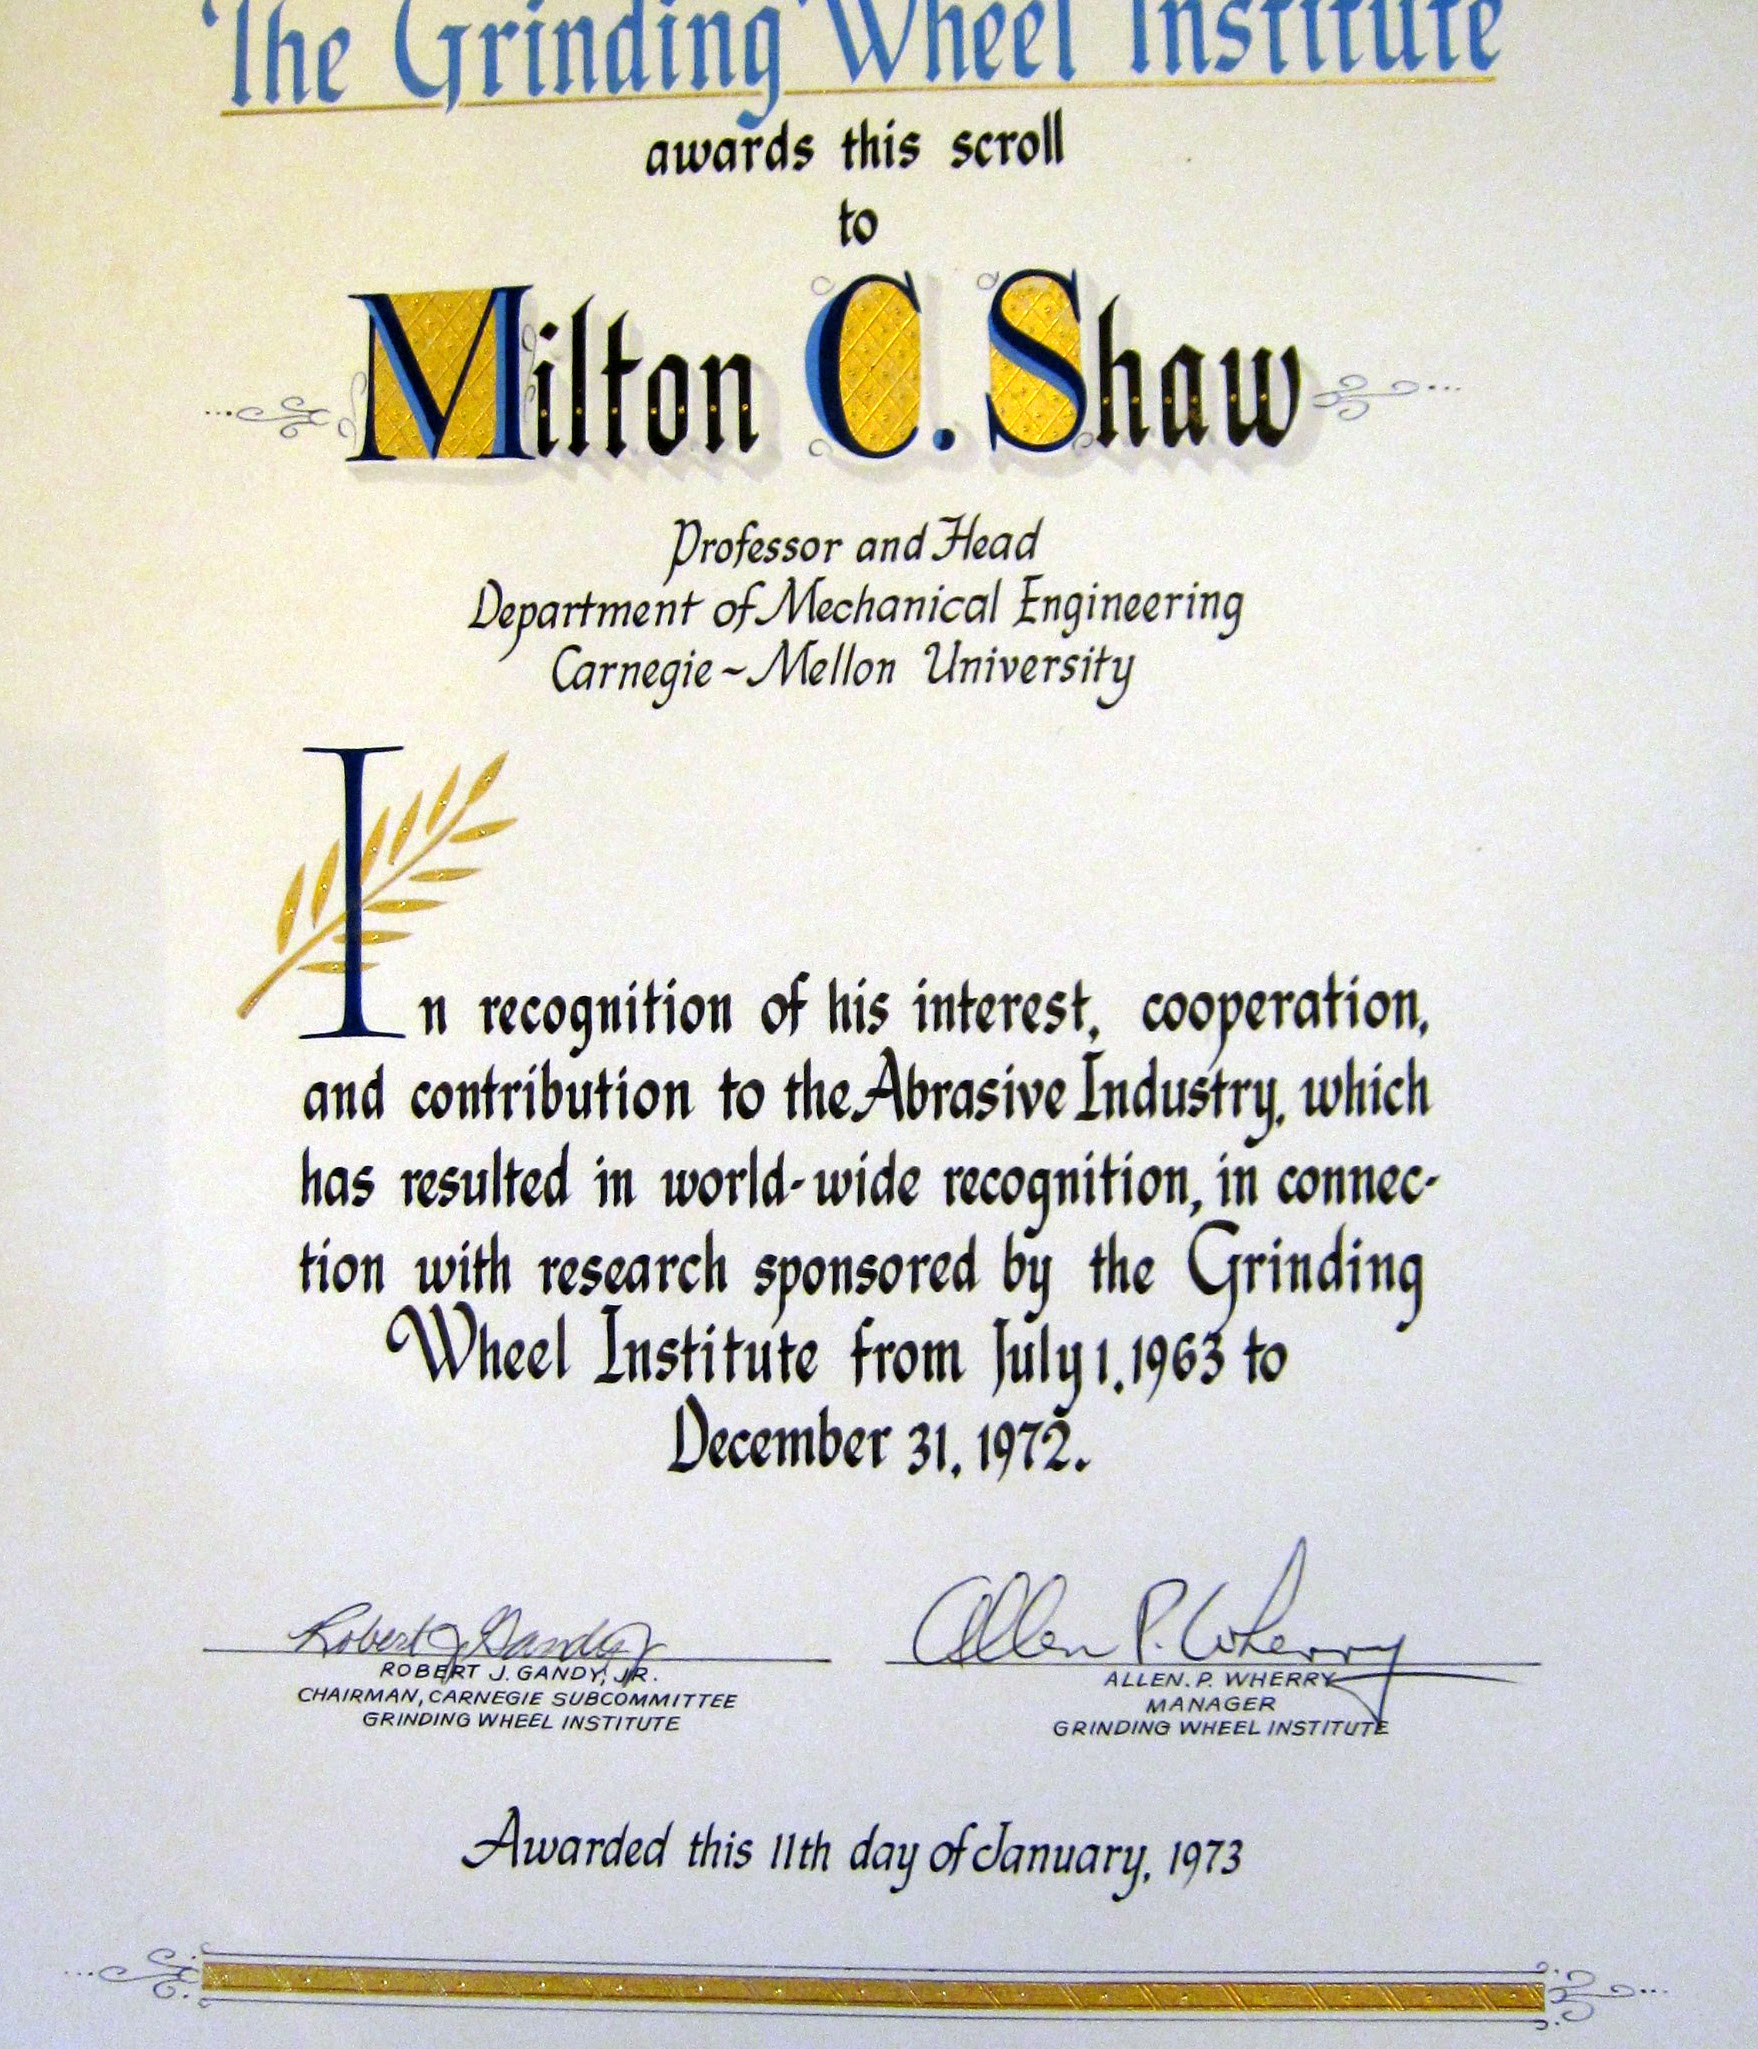 The Grinding Wheel Institute
awards this scroll
to
Milton C. Shaw
Professor and Head
Department of Mechanical Engineering
Carnegie~Mellon University
In recognition of his interest, cooperation,
and contribution to the Abrasive Industry, which
has resulted in world-wide recognition, in connec-
tion with research sponsored by the Grinding
Wheel Institute from July 1, 1963 to
December 31, 1972.
Robert J. Gandy Jr
Allen P. Wherry
ROBERT J. GANDY, JR.
CHAIRMAN, CARNEGIE SUBCOMMITTEE
GRINDING WHEEL INSTITUTE
ALLEN. P. WHERRY
MANAGER
GRINDING WHEEL INSTITUTE
Awarded this 11th day of January, 1973